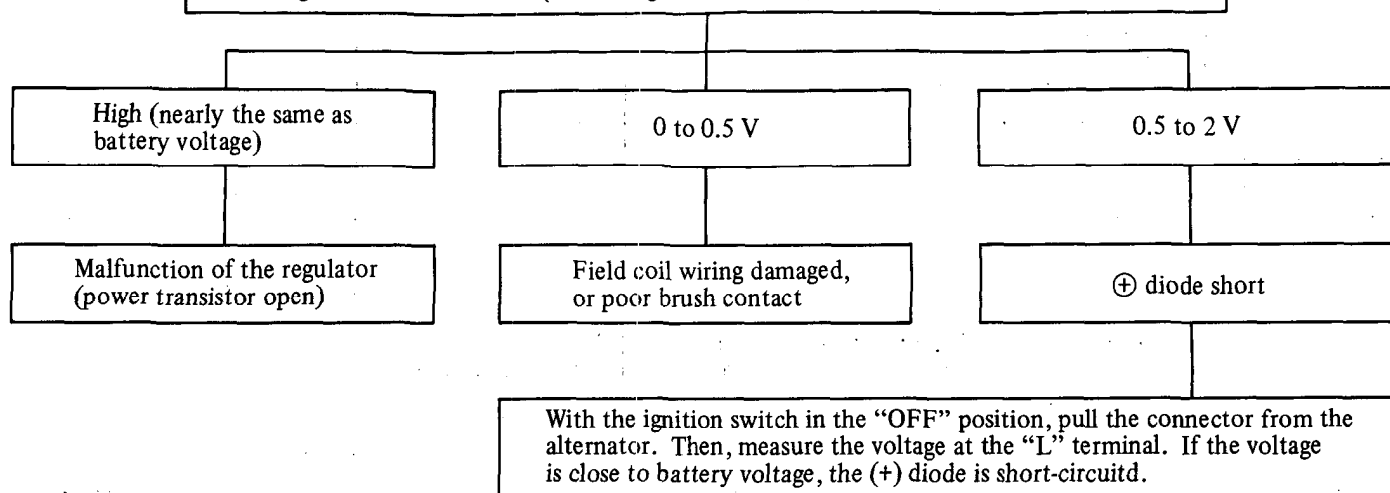 High (nearly the same as
battery voltage)
0 to 0.5 V
0.5 to 2 V
Malfunction of the regulator
(power transistor open)
Field coil wiring damaged,
or poor brush contact
⊕ diode short
With the ignition switch in the “OFF” position, pull the connector from the
alternator. Then, measure the voltage at the “L” terminal. If the voltage
is close to battery voltage, the (+) diode is short-circuitd.